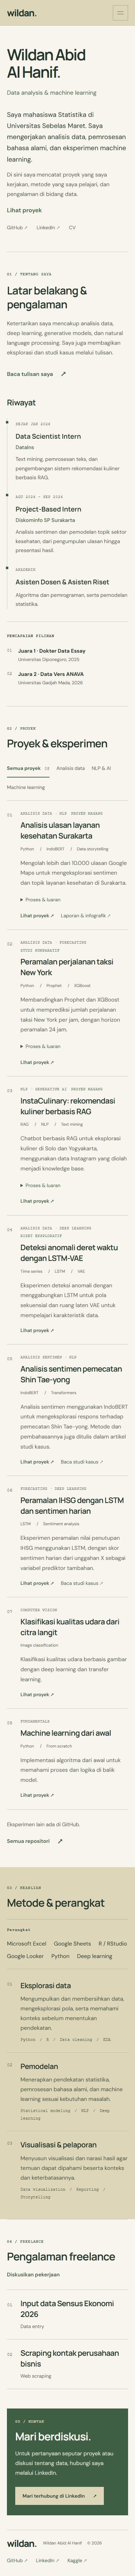 wildan.
Wildan Abid
Al Hanif.
Data analysis & machine learning
Saya mahasiswa Statistika di
Universitas Sebelas Maret. Saya
mengerjakan analisis data, pemrosesan
bahasa alami, dan eksperimen machine
learning.
Di sini saya mencatat proyek yang saya
kerjakan, metode yang saya pelajari, dan
pengalaman di bidang data.
Lihat proyek
GitHub ↗ LinkedIn ↗ CV
01 / TENTANG SAYA
Latar belakang &
pengalaman
Ketertarikan saya mencakup analisis data,
deep learning, generative models, dan natural
language processing. Saya juga membagikan
eksplorasi dan studi kasus melalui tulisan.
Baca tulisan saya ↗
Riwayat
SEJAK JAN 2026
Data Scientist Intern
Datalira
Text mining, pemrosesan teks, dan
pengembangan sistem rekomendasi kuliner
berbasis RAG.
AGU 2024 – SEP 2024
Project-Based Intern
Diskominfo SP Surakarta
Analisis sentimen dan pemodelan topik sektor
kesehatan, dari pengumpulan ulasan hingga
presentasi hasil.
AKADEMIK
Asisten Dosen & Asisten Riset
Algoritma dan pemrograman, serta pemodelan
statistika.
PENCAPAIAN PILIHAN
01 Juara 1 · Dokter Data Essay
Universitas Diponegoro, 2025
02 Juara 2 · Data Vers ANAVA
Universitas Gadjah Mada, 2026
02 / PROYEK
Proyek & eksperimen
Semua proyek 08 Analisis data NLP & AI
Machine learning
01 ANALISIS DATA · NLP PROYEK MAGANG
Analisis ulasan layanan
kesehatan Surakarta
Python / IndoBERT / Data storytelling
Mengolah lebih dari 10.000 ulasan Google
Maps untuk mengeksplorasi sentimen
dan topik layanan kesehatan di Surakarta.
▸ Proses & luaran
Lihat proyek ↗ Laporan & infografik ↗
02 ANALISIS DATA · FORECASTING
STUDI KOMPARATIF
Peramalan perjalanan taksi
New York
Python / Prophet / XGBoost
Membandingkan Prophet dan XGBoost
untuk memprediksi jumlah perjalanan
taksi New York per jam, dengan horizon
peramalan 24 jam.
▸ Proses & luaran
Lihat proyek ↗
03 NLP · GENERATIVE AI PROYEK MAGANG
InstaCulinary: rekomendasi
kuliner berbasis RAG
RAG / NLP / Text mining
Chatbot berbasis RAG untuk eksplorasi
kuliner di Solo dan Yogyakarta,
menggunakan data Instagram yang diolah
menjadi knowledge base.
▸ Proses & luaran
Lihat proyek ↗
04 ANALISIS DATA · DEEP LEARNING
Deteksi anomali deret waktu
dengan LSTM-VAE
Time series / LSTM / VAE
Eksperimen deteksi anomali dengan
menggabungkan LSTM untuk pola
sekuensial dan ruang laten VAE untuk
mempelajari karakteristik data.
Lihat proyek ↗
05 ANALISIS SENTIMEN · NLP
Analisis sentimen pemecatan
Shin Tae-yong
IndoBERT / Transformers
Analisis sentimen menggunakan IndoBERT
untuk mengeksplorasi respons terhadap
pemecatan Shin Tae-yong. Metode dan
pembahasannya juga ditulis dalam artikel
studi kasus.
Lihat proyek ↗ Baca studi kasus ↗
06 FORECASTING · DEEP LEARNING
Peramalan IHSG dengan LSTM
dan sentimen harian
LSTM / Sentiment analysis
Eksperimen peramalan nilai penutupan
IHSG menggunakan LSTM, dengan skor
sentimen harian dari unggahan X sebagai
variabel prediktor tambahan.
Lihat proyek ↗ Baca studi kasus ↗
07 COMPUTER VISION
Klasifikasi kualitas udara dari
citra langit
Image classification
Klasifikasi kualitas udara berbasis gambar
dengan deep learning dan transfer
learning.
Lihat proyek ↗
08 FUNDAMENTALS
Machine learning dari awal
Python / From scratch
Implementasi algoritma dari awal untuk
memahami proses dan logika di balik
model.
Lihat proyek ↗
Eksperimen lain ada di GitHub.
Semua repositori ↗
03 / KEAHLIAN
Metode & perangkat
Perangkat
Microsoft Excel Google Sheets R / RStudio
Google Looker Python Deep learning
01 Eksplorasi data
Mengumpulkan dan membersihkan data,
mengeksplorasi pola, serta memahami
konteks sebelum menentukan
pendekatan.
Python / R / Data cleaning / EDA
02 Pemodelan
Menerapkan pendekatan statistika,
pemrosesan bahasa alami, dan machine
learning sesuai kebutuhan masalah.
Statistical modeling / NLP / Deep
learning
03 Visualisasi & pelaporan
Menyusun visualisasi dan narasi hasil agar
temuan dapat dipahami beserta konteks
dan keterbatasannya.
Data visualization / Reporting /
Storytelling
04 / FREELANCE
Pengalaman freelance
Diskusikan pekerjaan
01 Input data Sensus Ekonomi
2026
Data entry
02 Scraping kontak perusahaan
bisnis
Web scraping
05 / KONTAK
Mari berdiskusi.
Untuk pertanyaan seputar proyek atau
diskusi tentang data, hubungi saya
melalui LinkedIn.
Mari terhubung di LinkedIn ↗
wildan. Wildan Abid Al Hanif © 2026
GitHub ↗ LinkedIn ↗ Kaggle ↗